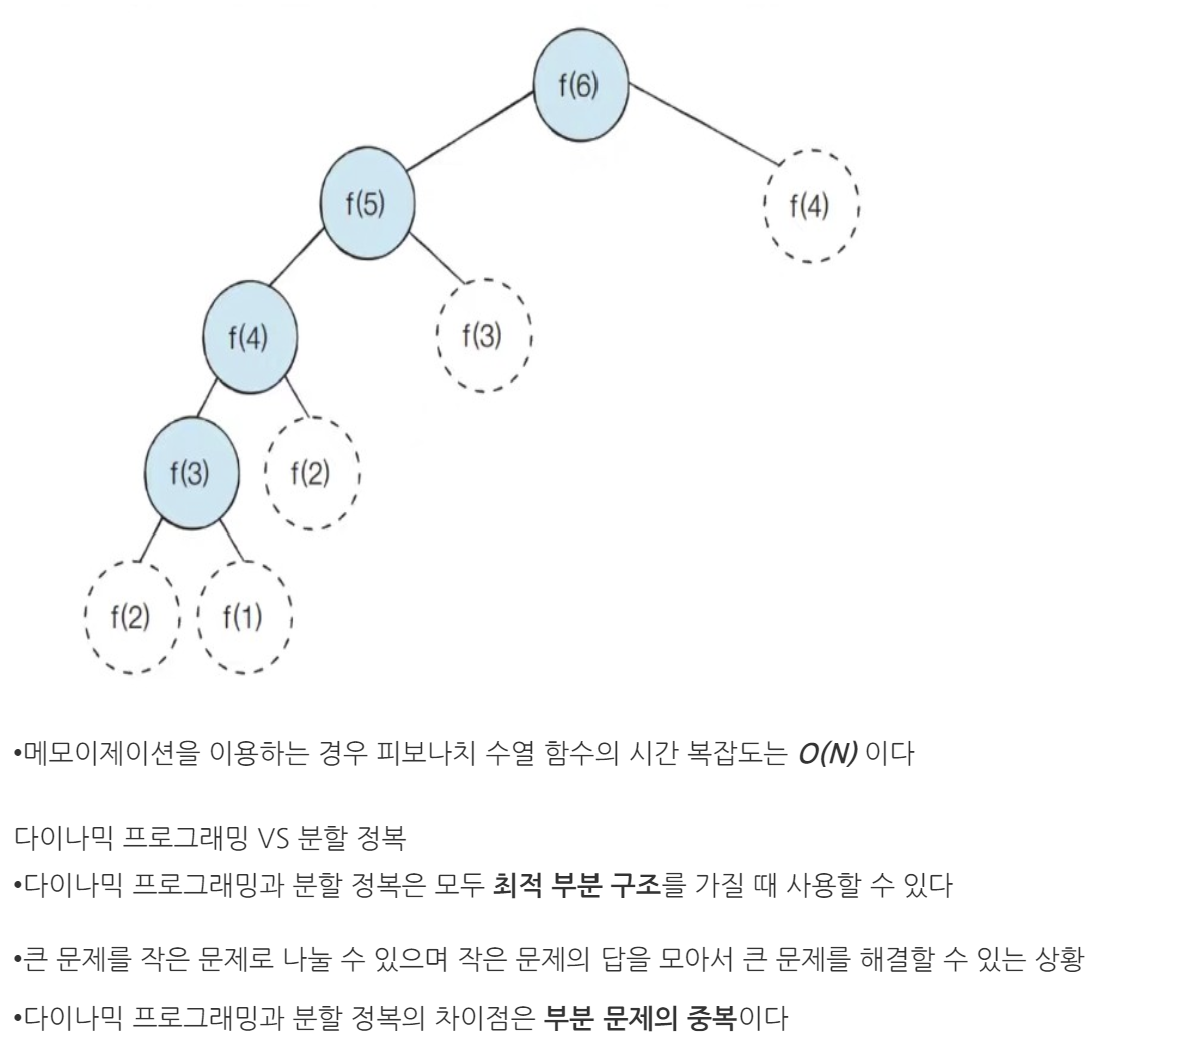 f(6)
f(5)
f(4)
f(4)
f(3)
f(3)
f(2)
f(2)
f(1)
•메모이제이션을 이용하는 경우 피보나치 수열 함수의 시간 복잡도는 O(N) 이다
다이나믹 프로그래밍 VS 분할 정복
•다이나믹 프로그래밍과 분할 정복은 모두 최적 부분 구조를 가질 때 사용할 수 있다
•큰 문제를 작은 문제로 나눌 수 있으며 작은 문제의 답을 모아서 큰 문제를 해결할 수 있는 상황
•다이나믹 프로그래밍과 분할 정복의 차이점은 부분 문제의 중복이다